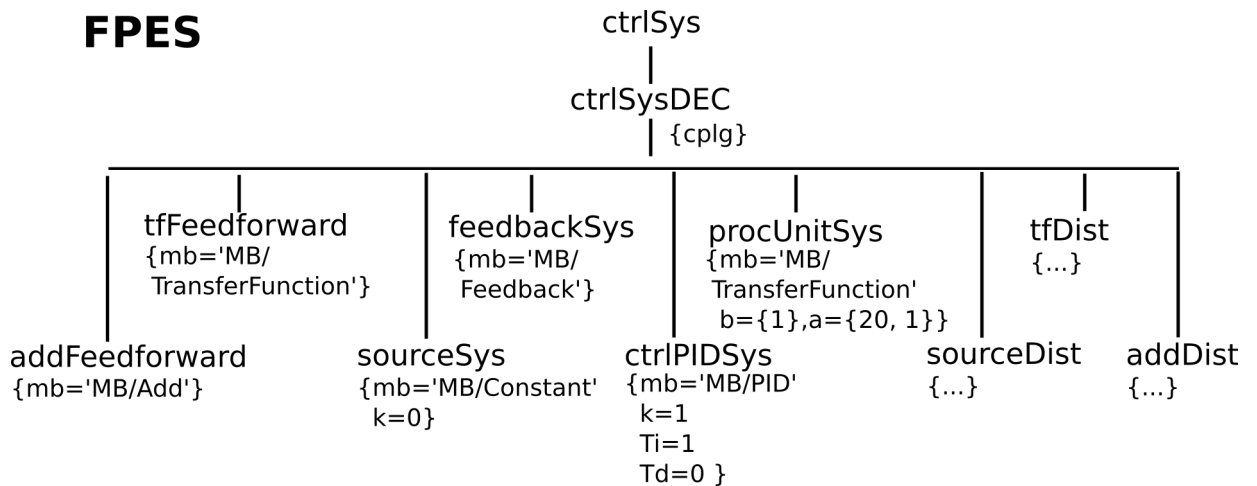 FPES
ctrlSys
ctrlSysDEC
{cplg}
tfFeedforward
{mb='MB/
TransferFunction'}
feedbackSys
{mb='MB/
Feedback'}
procUnitSys
{mb='MB/
TransferFunction'
b={1},a={20, 1}}
tfDist
{...}
addFeedforward
{mb='MB/Add'}
sourceSys
{mb='MB/Constant'
k=0}
ctrlPIDSys
{mb='MB/PID'
k=1
Ti=1
Td=0 }
sourceDist
{...}
addDist
{...}